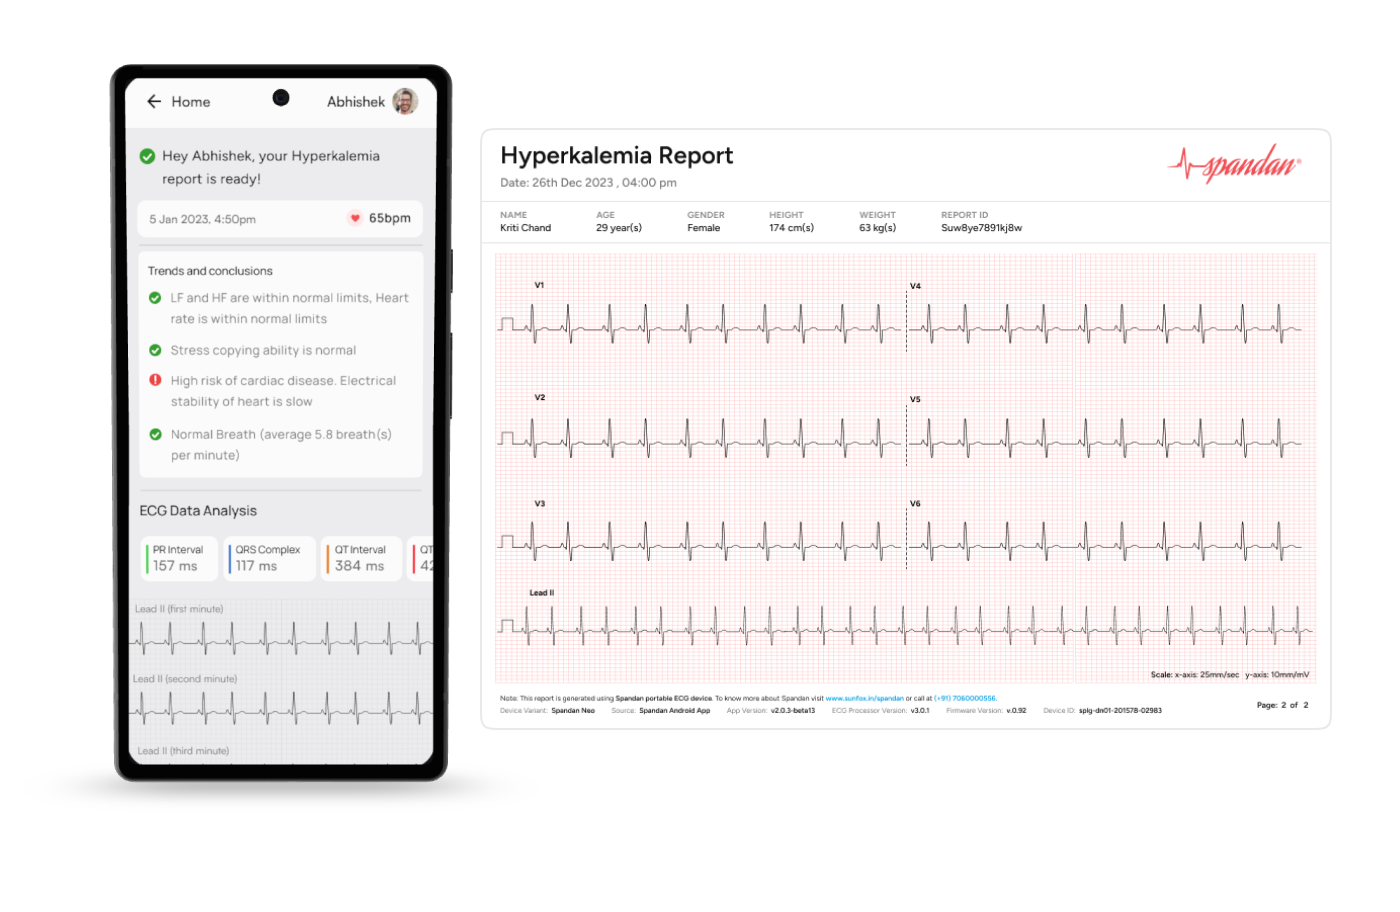 Home
Abhishek
Hey Abhishek, your Hyperkalemia
report is ready!
5 Jan 2023, 4:50pm
65bpm
Trends and conclusions
LF and HF are within normal limits, Heart
rate is within normal limits
Stress copying ability is normal
High risk of cardiac disease. Electrical
stability of heart is slow
Normal Breath (average 5.8 breath(s)
per minute)
ECG Data Analysis
PR Interval QRS Complex QT Interval QT
157 ms 117 ms 384 ms 42
Lead II (first minute)
Lead II (second minute)
Lead II (third minute)
Hyperkalemia Report
Date: 26th Dec 2023 , 04:00 pm
spandan®
NAME AGE GENDER HEIGHT WEIGHT REPORT ID
Kriti Chand 29 year(s) Female 174 cm(s) 63 kg(s) Suw8ye7891kj8w
V1 V4
V2 V5
V3 V6
Lead II
Scale: x-axis: 25mm/sec y-axis: 10mm/mV
Note: This report is generated using Spandan portable ECG device. To know more about Spandan visit www.sunfox.in/spandan or call at (+91) 7060000556.
Device Variant: Spandan Neo Source: Spandan Android App App Version: v2.0.3-beta13 ECG Processor Version: v3.0.1 Firmware Version: v.0.92 Device ID: splg-dn01-201578-02983
Page: 2 of 2